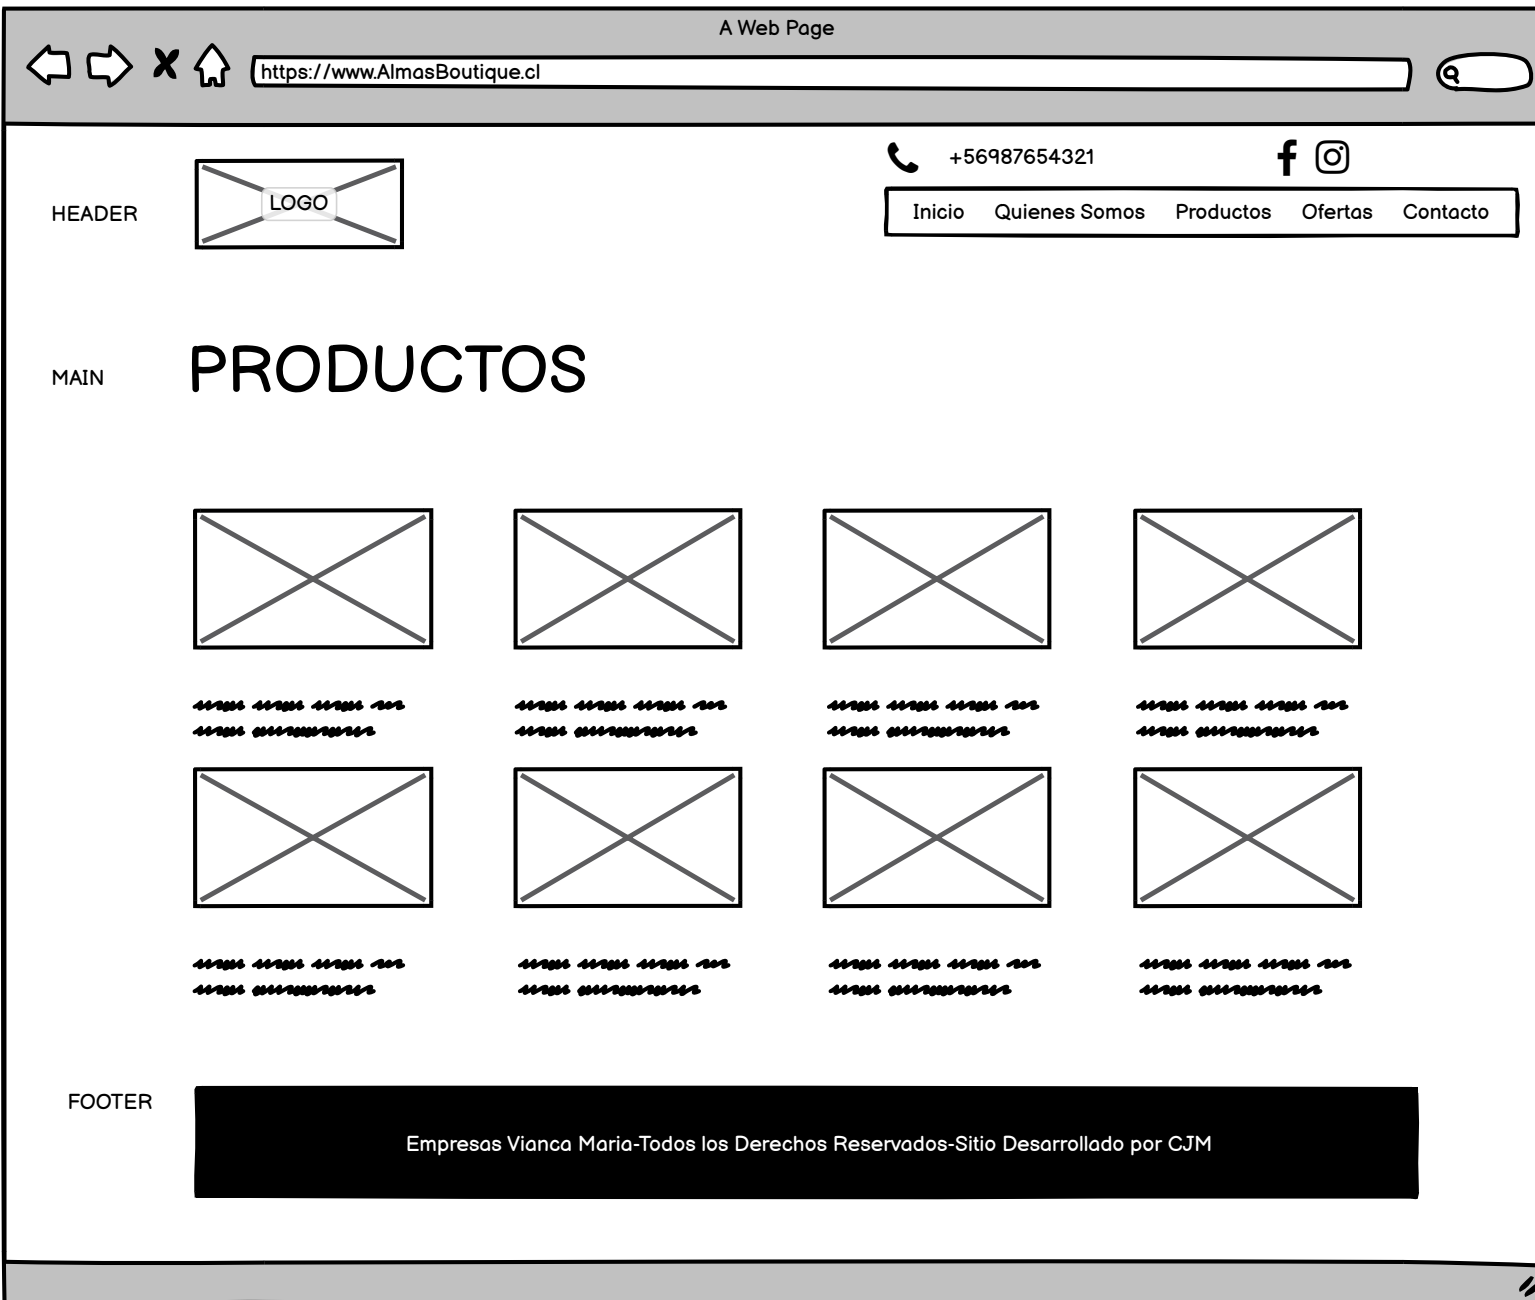 A Web Page
https://www.AlmasBoutique.cl
+56987654321
HEADER
LOGO
Inicio Quienes Somos Productos Ofertas Contacto
MAIN
PRODUCTOS
FOOTER
Empresas Vianca Maria-Todos los Derechos Reservados-Sitio Desarrollado por CJM